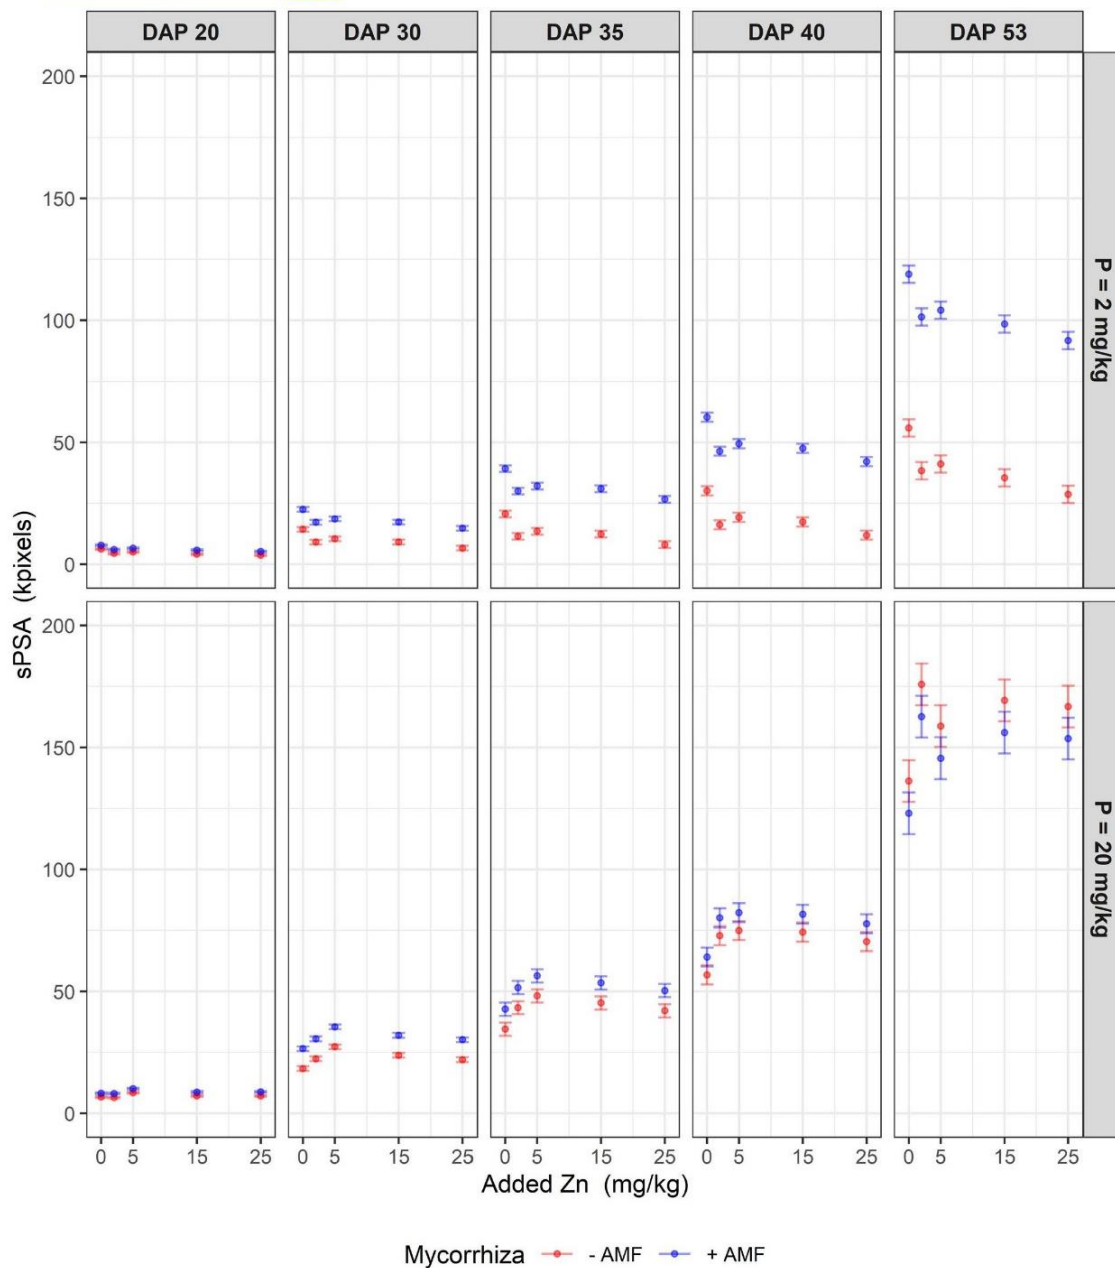 DAP 20 DAP 30 DAP 35 DAP 40 DAP 53
200
150
100
50
0
P = 2 mg/kg
200
150
100
50
0
P = 20 mg/kg
sPSA (kpixels)
0 5 15 25 0 5 15 25 0 5 15 25 0 5 15 25 0 5 15 25
Added Zn (mg/kg)
Mycorrhiza - AMF + AMF